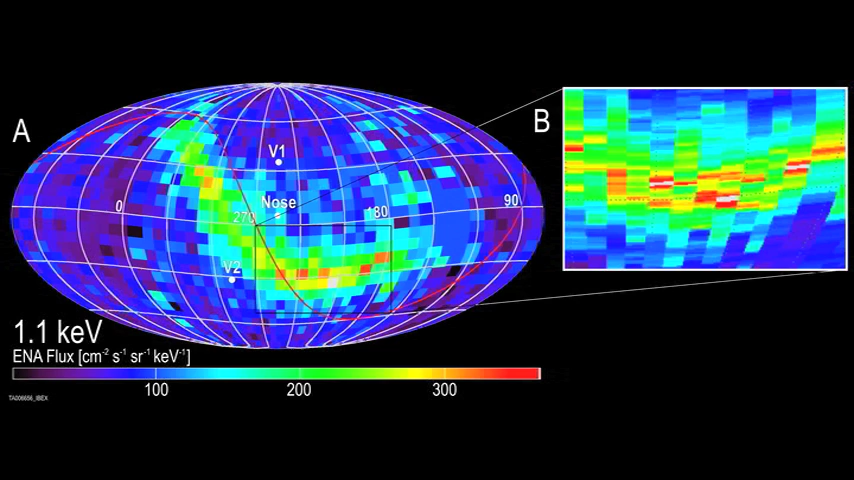 A
B
V1
Nose
0
270
180
90
V2
1.1 keV
ENA Flux [cm⁻² s⁻¹ sr⁻¹ keV⁻¹]
100
200
300
TA006656_IBEX